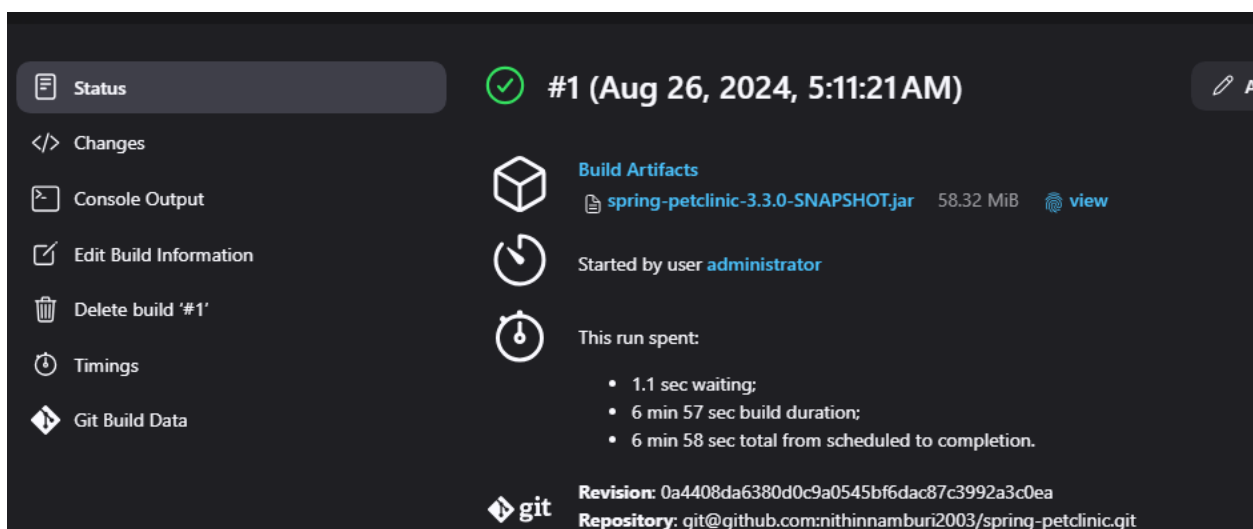 Status
Changes
Console Output
Edit Build Information
Delete build ‘#1’
Timings
Git Build Data
#1 (Aug 26, 2024, 5:11:21 AM)
Build Artifacts
spring-petclinic-3.3.0-SNAPSHOT.jar 58.32 MiB view
Started by user administrator
This run spent:
• 1.1 sec waiting;
• 6 min 57 sec build duration;
• 6 min 58 sec total from scheduled to completion.
git
Revision: 0a4408da6380d0c9a0545bf6dac87c3992a3c0ea
Repository: git@github.com:nithinnamburi2003/spring-petclinic.git